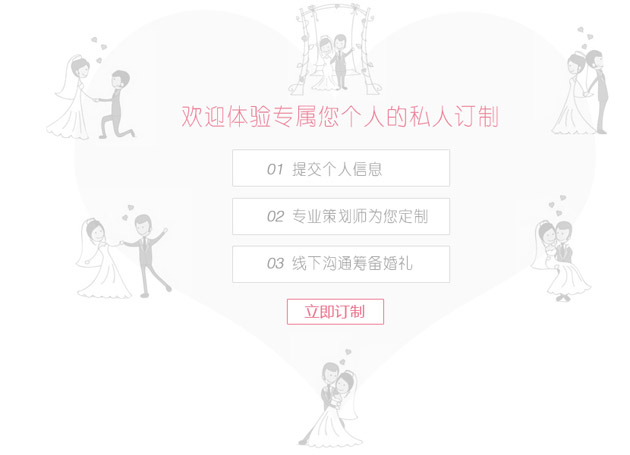 欢迎体验专属您个人的私人订制
01 提交个人信息
02 专业策划师为您定制
03 线下沟通筹备婚礼
立即订制